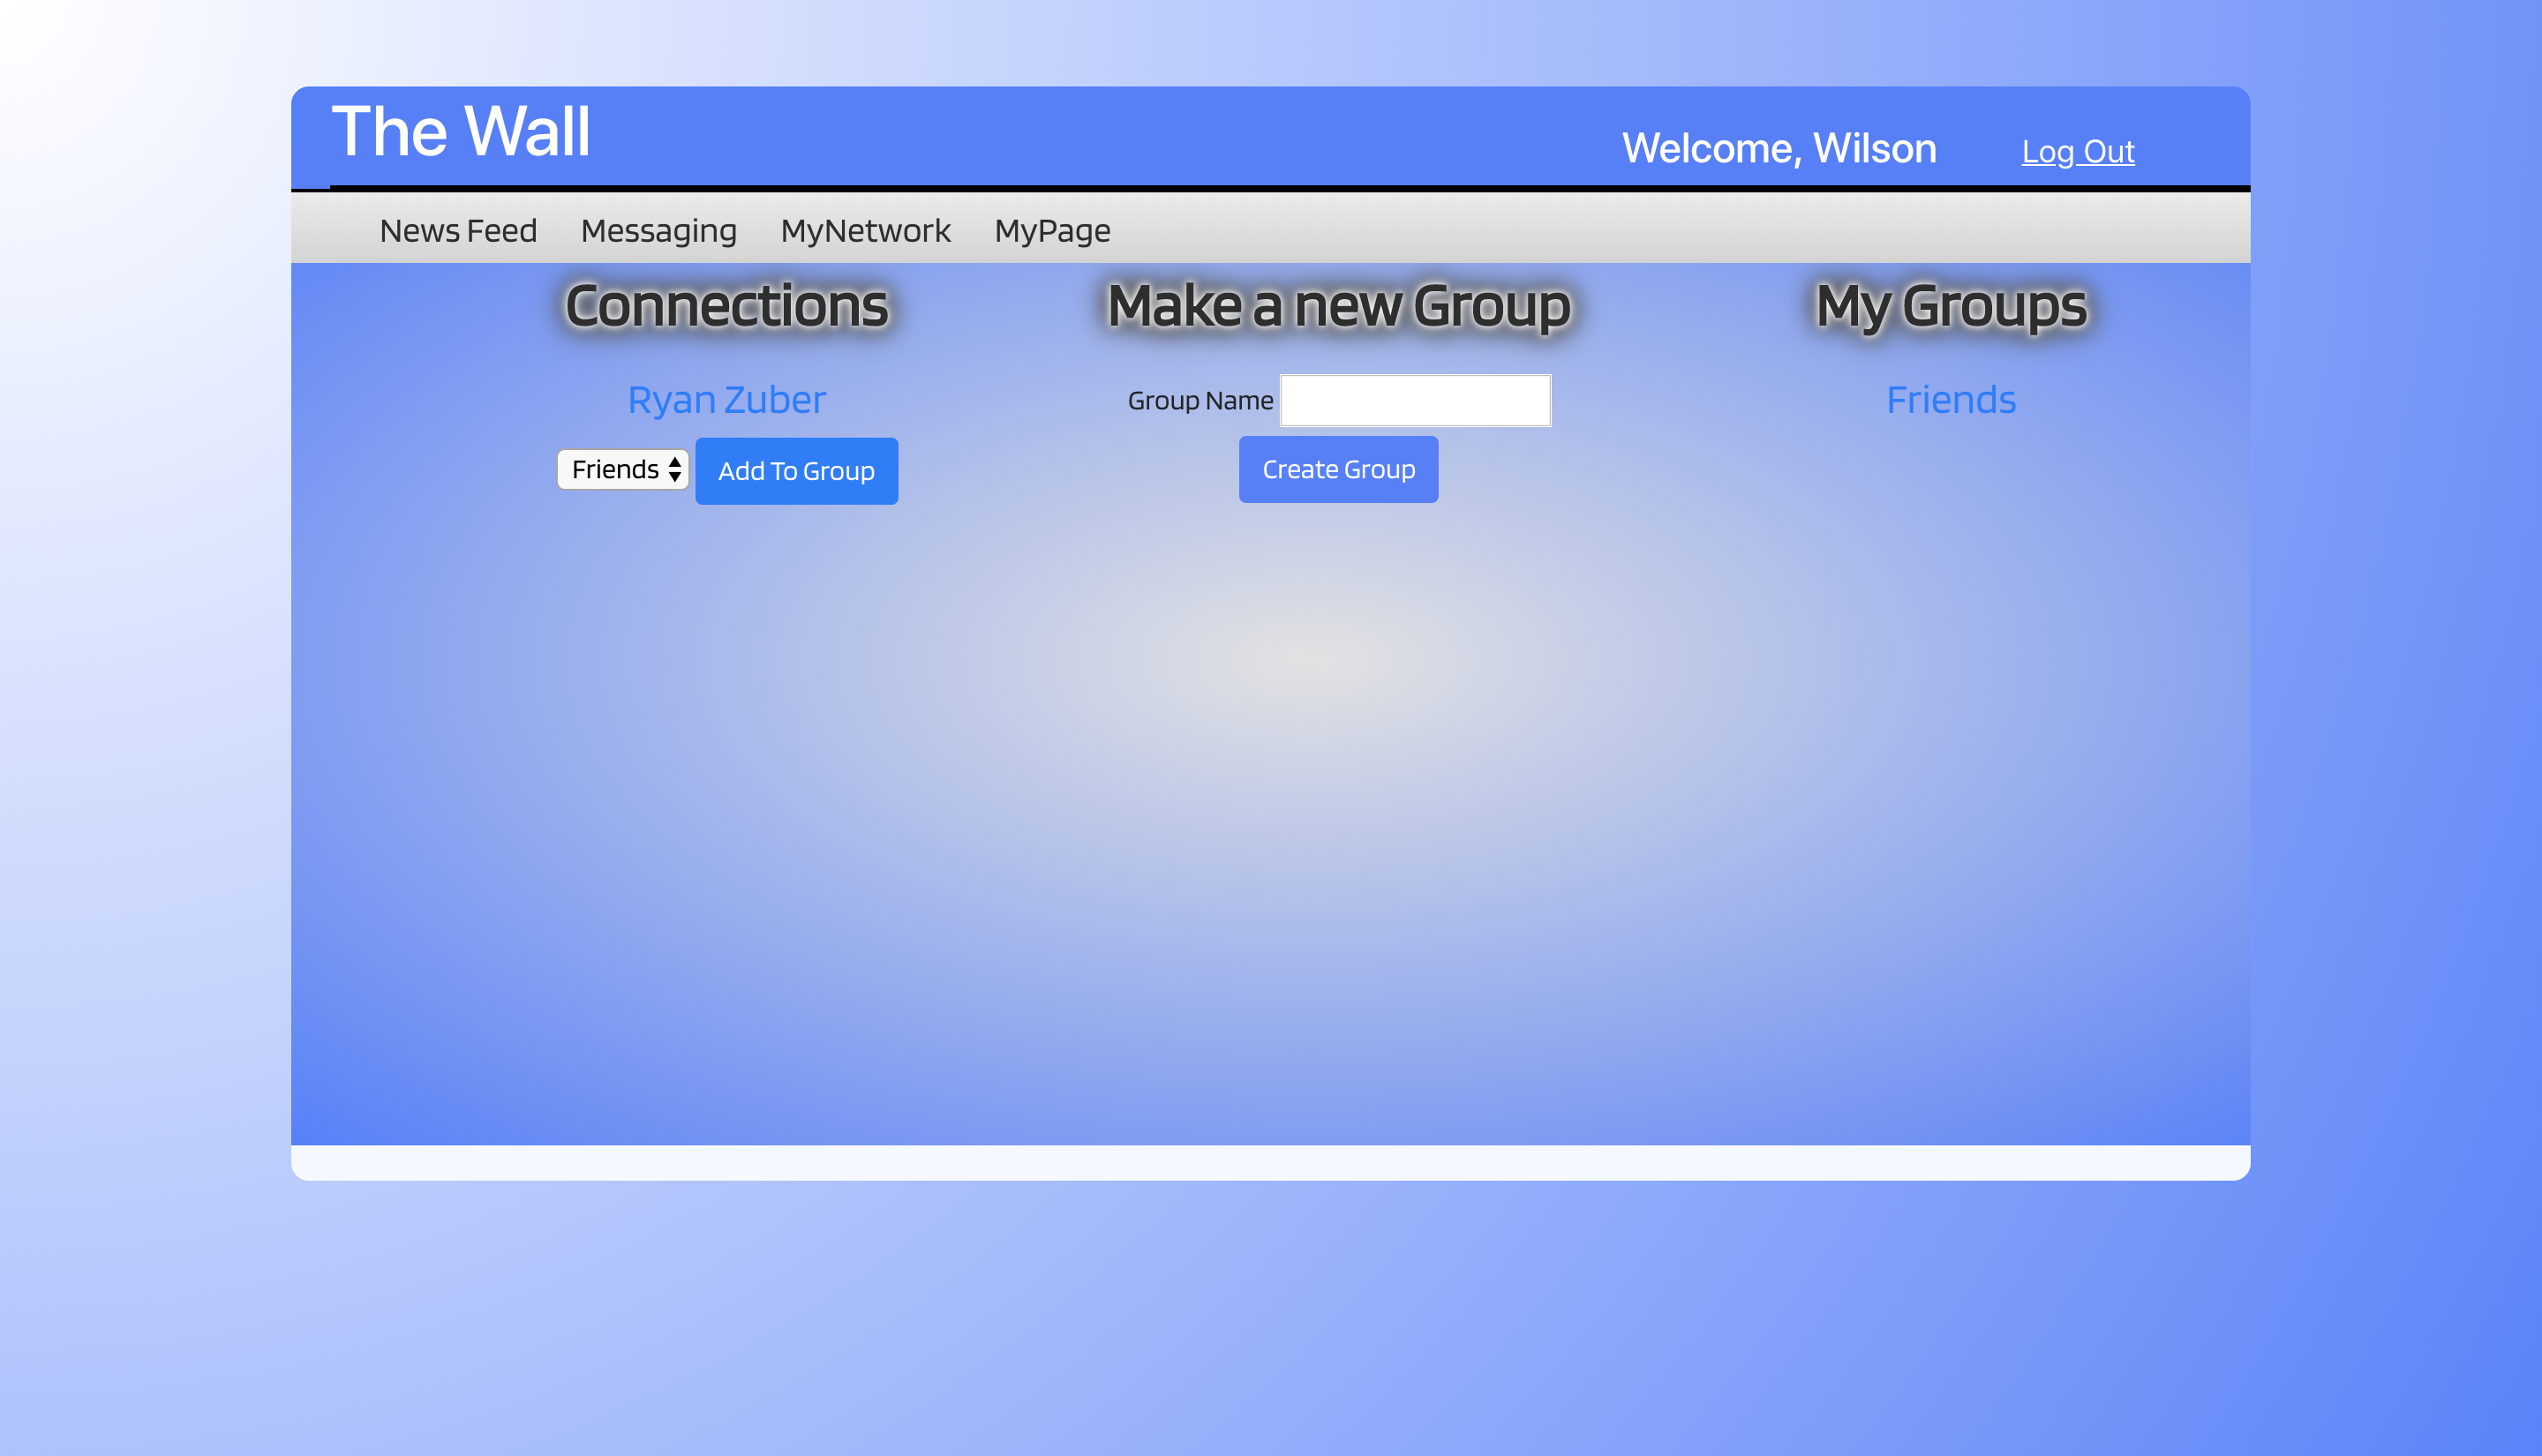 The Wall
Welcome, Wilson
Log Out
News Feed Messaging MyNetwork MyPage
Connections
Ryan Zuber
Friends Add To Group
Make a new Group
Group Name
Create Group
My Groups
Friends